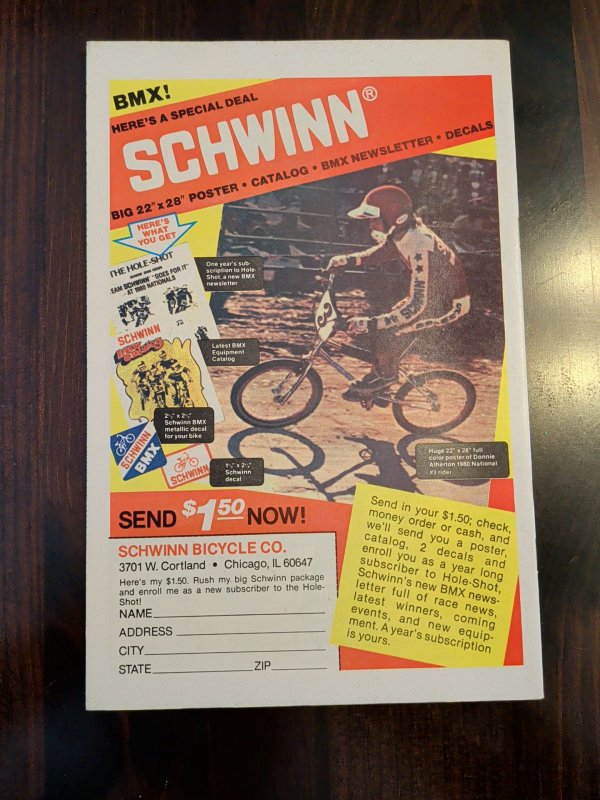 BMX!
HERE'S A SPECIAL DEAL
SCHWINN®
BIG 22" x 28" POSTER • CATALOG • BMX NEWSLETTER • DECALS
HERE'S
WHAT
YOU GET
THE HOLE-SHOT
TEAM SCHWINN "GOES FOR IT"
AT 1980 NATIONALS
SCHWINN
One year's sub-
scription to Hole-
Shot, a new BMX
newsletter
Latest BMX
Equipment
Catalog
Schwinn BMX
metallic decal
for your bike
SCHWINN
BMX
Schwinn
decal
SCHWINN
Huge 22" x 28" full
color poster of Donnie
Atherton 1980 National
#3 rider
SEND $1.50 NOW!
SCHWINN BICYCLE CO.
3701 W. Cortland • Chicago, IL 60647
Here's my $1.50. Rush my big Schwinn package
and enroll me as a new subscriber to the Hole-
Shot!
NAME
ADDRESS
CITY
STATE ZIP
Send in your $1.50; check,
money order or cash, and
we'll send you a poster,
catalog, 2 decals and
enroll you as a year long
subscriber to Hole-Shot,
Schwinn's new BMX news-
letter full of race news,
latest winners, coming
events, and new equip-
ment. A year's subscription
is yours.